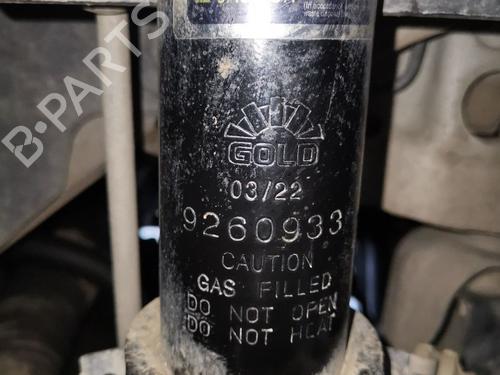 B-PARTS
GOLD
03/22
9260933
CAUTION
GAS FILLED
DO NOT OPEN
DO NOT HEAT